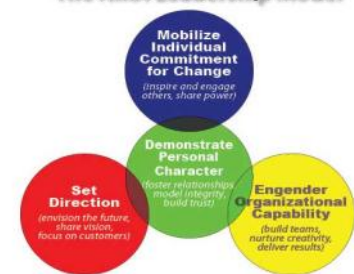 Mobilize
Individual
Commitment
for Change
(inspire and engage
others, share power)
Demonstrate
Personal
Character
(foster relationships,
model integrity,
build trust)
Set
Direction
(envision the future,
share vision,
focus on customers)
Engender
Organizational
Capability
(build teams,
nurture creativity,
deliver results)